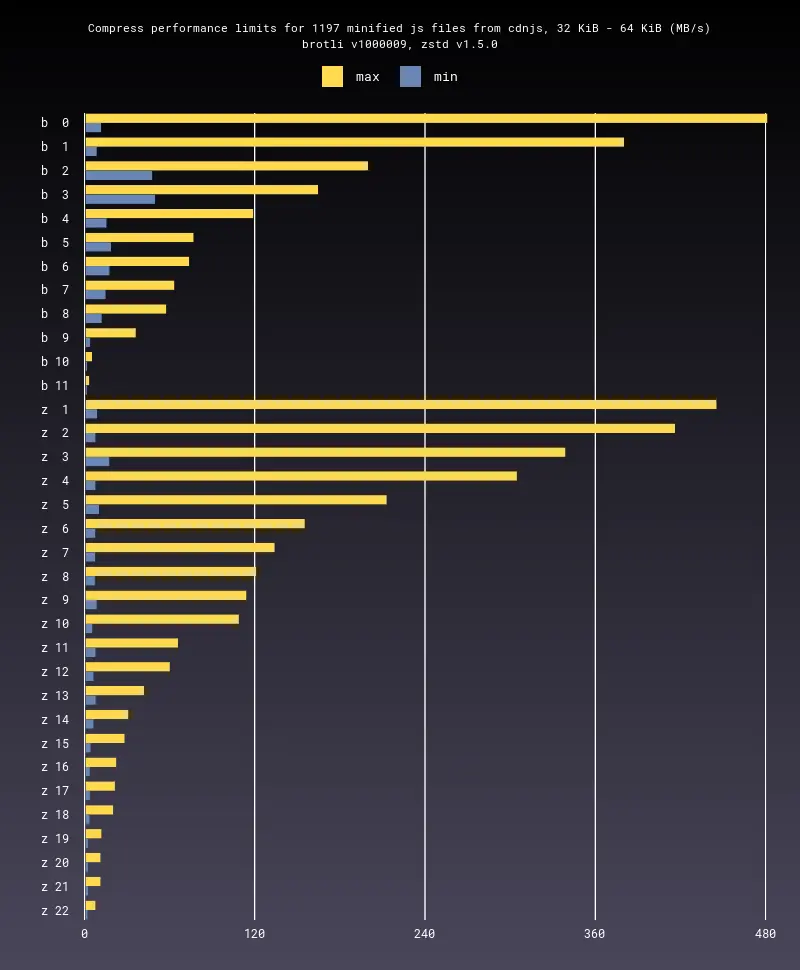 Compress performance limits for 1197 minified js files from cdnjs, 32 KiB - 64 KiB (MB/s)
brotli v1000009, zstd v1.5.0
max min
b 0
b 1
b 2
b 3
b 4
b 5
b 6
b 7
b 8
b 9
b 10
b 11
z 1
z 2
z 3
z 4
z 5
z 6
z 7
z 8
z 9
z 10
z 11
z 12
z 13
z 14
z 15
z 16
z 17
z 18
z 19
z 20
z 21
z 22
0 120 240 360 480